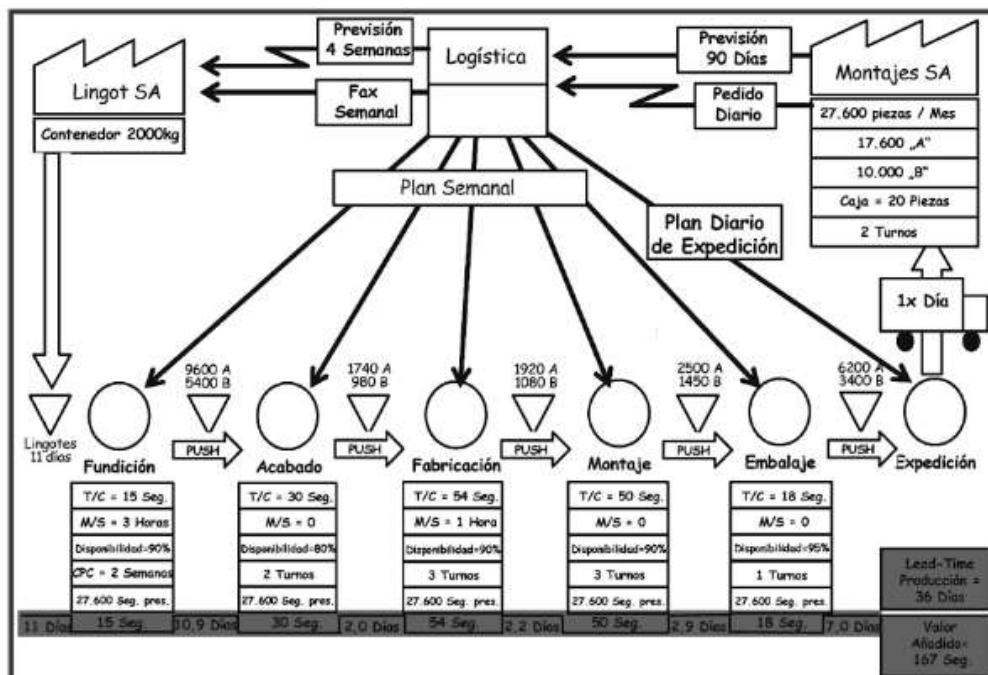 Previsión
4 Semanas
Logística
Previsión
90 Días
Lingot SA
Montajes SA
Fax
Semanal
Pedido
Diario
Contenedor 2000kg
27.600 piezas / Mes
17.600 „A"
10.000 „B"
Caja = 20 Piezas
2 Turnos
Plan Semanal
Plan Diario
de Expedición
1x Día
9600 A
5400 B
1740 A
980 B
1920 A
1080 B
2500 A
1450 B
6200 A
3400 B
Lingotes
11 días
PUSH
PUSH
PUSH
PUSH
PUSH
Fundición
Acabado
Fabricación
Montaje
Embalaje
Expedición
T/C = 15 Seg.
M/S = 3 Horas
Disponibilidad=90%
CPC = 2 Semanas
27.600 Seg. pres.
T/C = 30 Seg.
M/S = 0
Disponibilidad=80%
2 Turnos
27.600 Seg. pres.
T/C = 54 Seg.
M/S = 1 Hora
Disponibilidad=90%
3 Turnos
27.600 Seg. pres.
T/C = 50 Seg.
M/S = 0
Disponibilidad=90%
3 Turnos
27.600 Seg. pres.
T/C = 18 Seg.
M/S = 0
Disponibilidad=95%
1 Turnos
27.600 Seg. pres.
11 Días
15 Seg.
10,9 Días
30 Seg.
2,0 Días
54 Seg.
2,2 Días
50 Seg.
2,9 Días
18 Seg.
7,0 Días
Lead-Time
Producción =
36 Días
Valor
Añadido=
167 Seg.